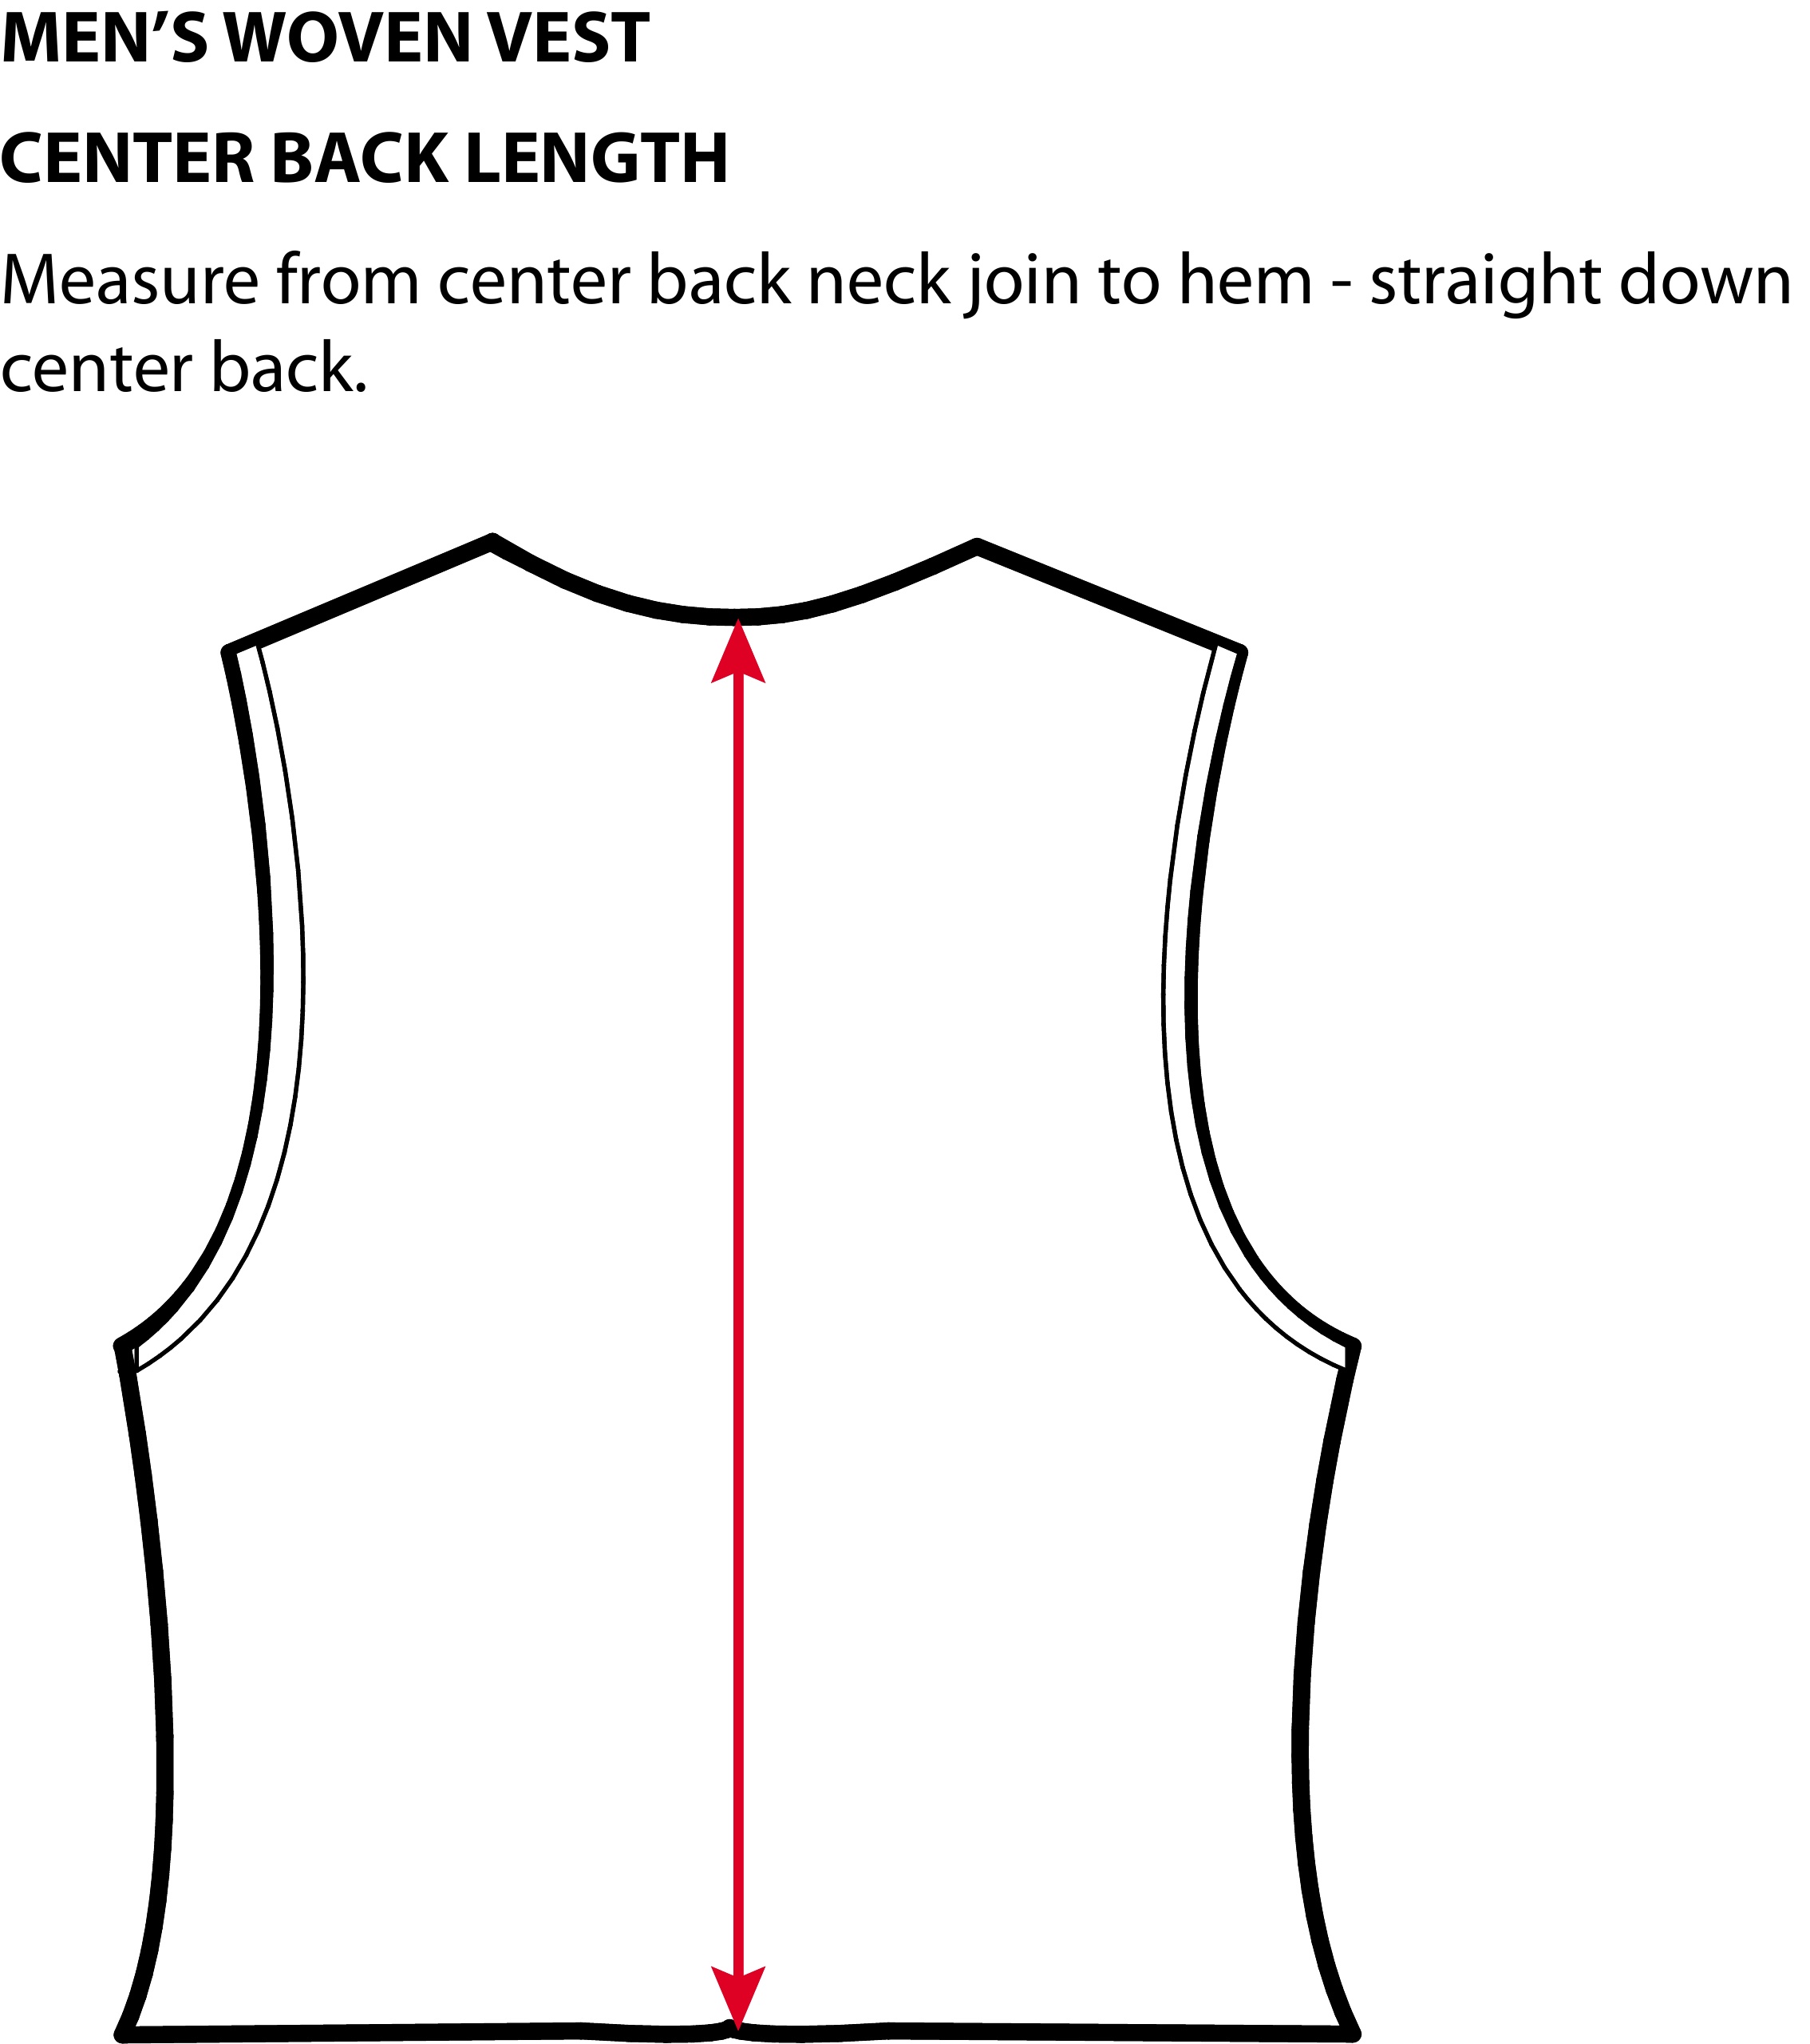 MEN’S WOVEN VEST
CENTER BACK LENGTH
Measure from center back neck join to hem - straight down
center back.